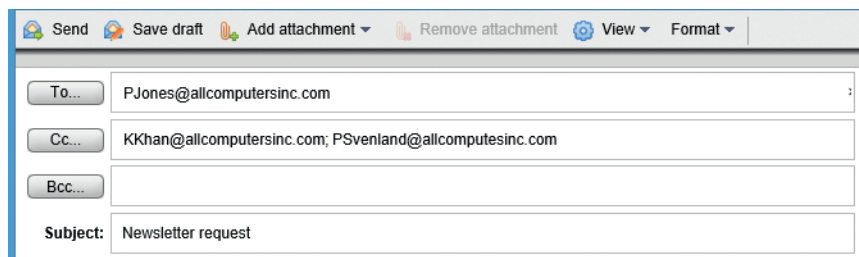 Send Save draft Add attachment Remove attachment View Format
To... PJones@allcomputersinc.com
Cc... KKhan@allcomputersinc.com; PSvenland@allcomputesinc.com
Bcc...
Subject: Newsletter request